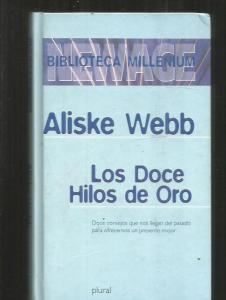 NEW AGE
BIBLIOTECA MILLENIUM
Aliske Webb
Los Doce
Hilos de Oro
Doce consejos que nos llegan del pasado
para ofrecernos un presente mejor
plural